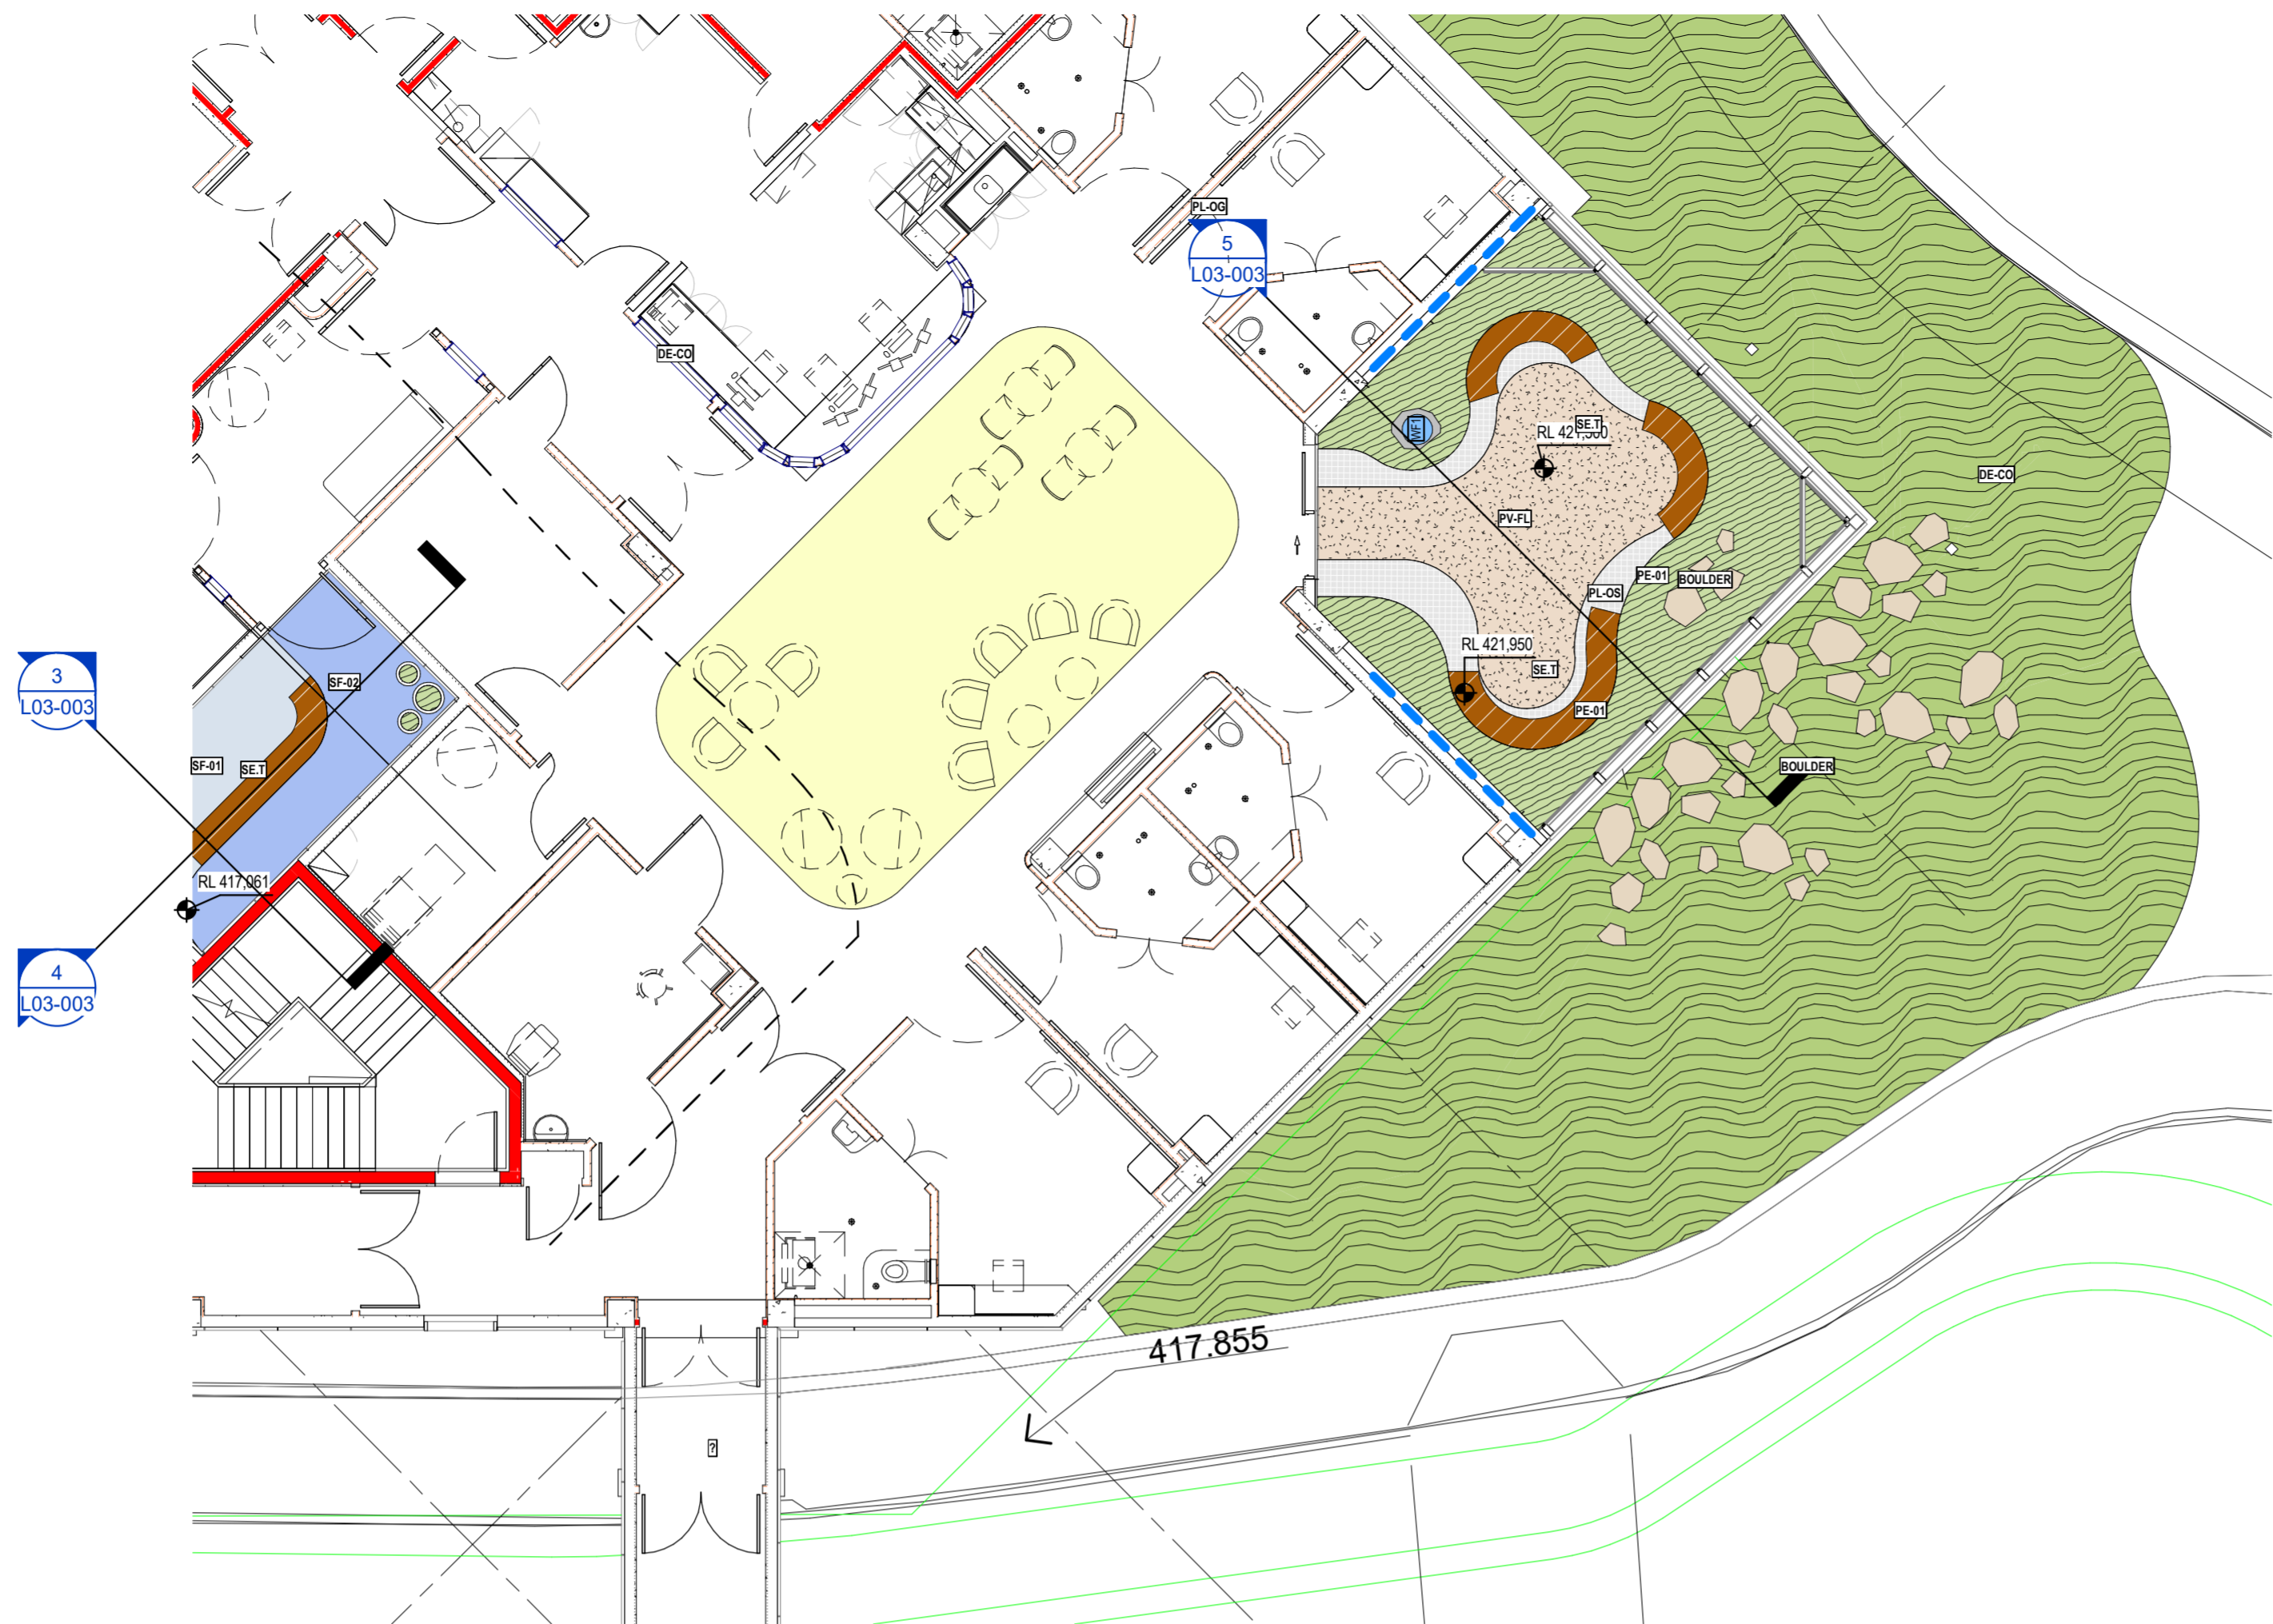 PL-OG
5
L03-003
DE-CO
WF1
SE.T
DE-CO
PV-FL
PE-01
BOULDER
PL-OS
RL 421,950
SE.T
3
L03-003
SF-02
PE-01
SF-01
SE.T
BOULDER
RL 417,061
4
L03-003
417.855
?